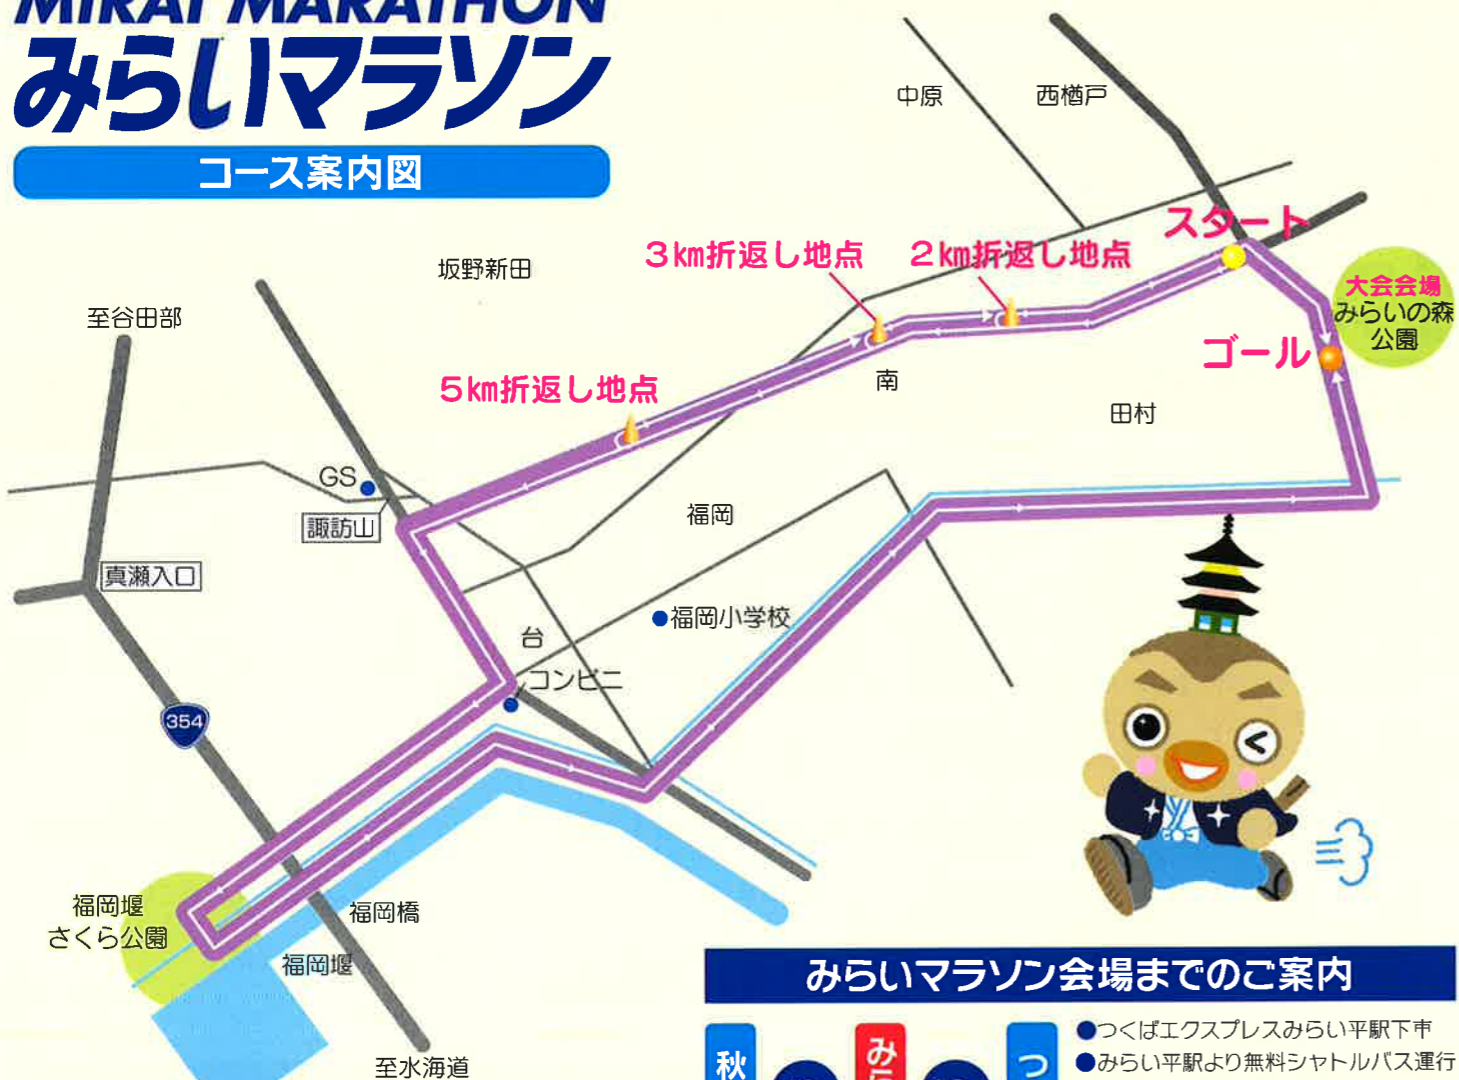 MIRAI MARATHON
みらいマラソン
コース案内図
中原
西楢戸
スタート
3km折返し地点
2km折返し地点
坂野新田
大会会場
みらいの森
公園
至谷田部
ゴール
南
5km折返し地点
田村
GS
諏訪山
福岡
真瀬入口
福岡小学校
台
コンビニ
354
福岡堰
さくら公園
福岡橋
福岡堰
至水海道
みらいマラソン会場までのご案内
秋
み
つ
●つくばエクスプレスみらい平駅下車
●みらい平駅より無料シャトルバス運行